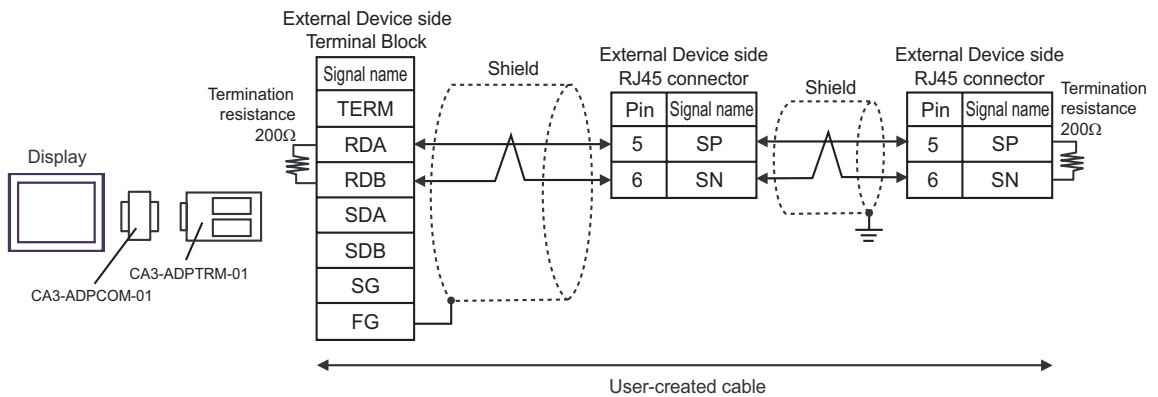 External Device side
Terminal Block
Signal name
TERM
RDA
RDB
SDA
SDB
SG
FG
Termination
resistance
200Ω
Display
CA3-ADPCOM-01
CA3-ADPTRM-01
Shield
External Device side
RJ45 connector
Pin Signal name
5 SP
6 SN
Shield
External Device side
RJ45 connector
Pin Signal name
5 SP
6 SN
Termination
resistance
200Ω
User-created cable